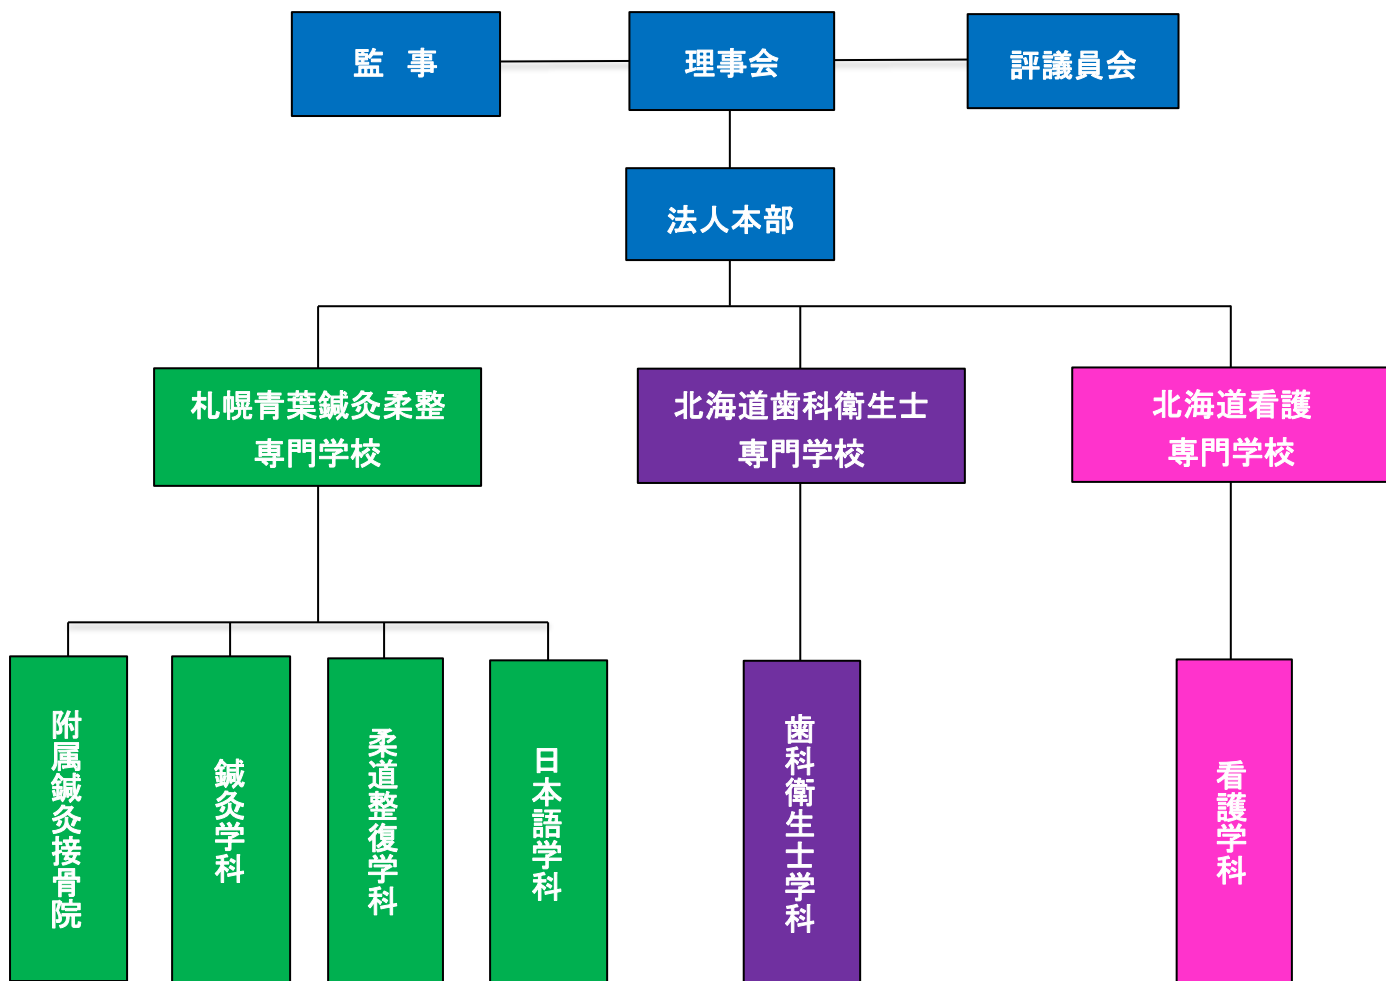 監　事
理事会
評議員会
法人本部
札幌青葉鍼灸柔整
専門学校
北海道歯科衛生士
専門学校
北海道看護
専門学校
附属鍼灸接骨院
鍼灸学科
柔道整復学科
日本語学科
歯科衛生士学科
看護学科